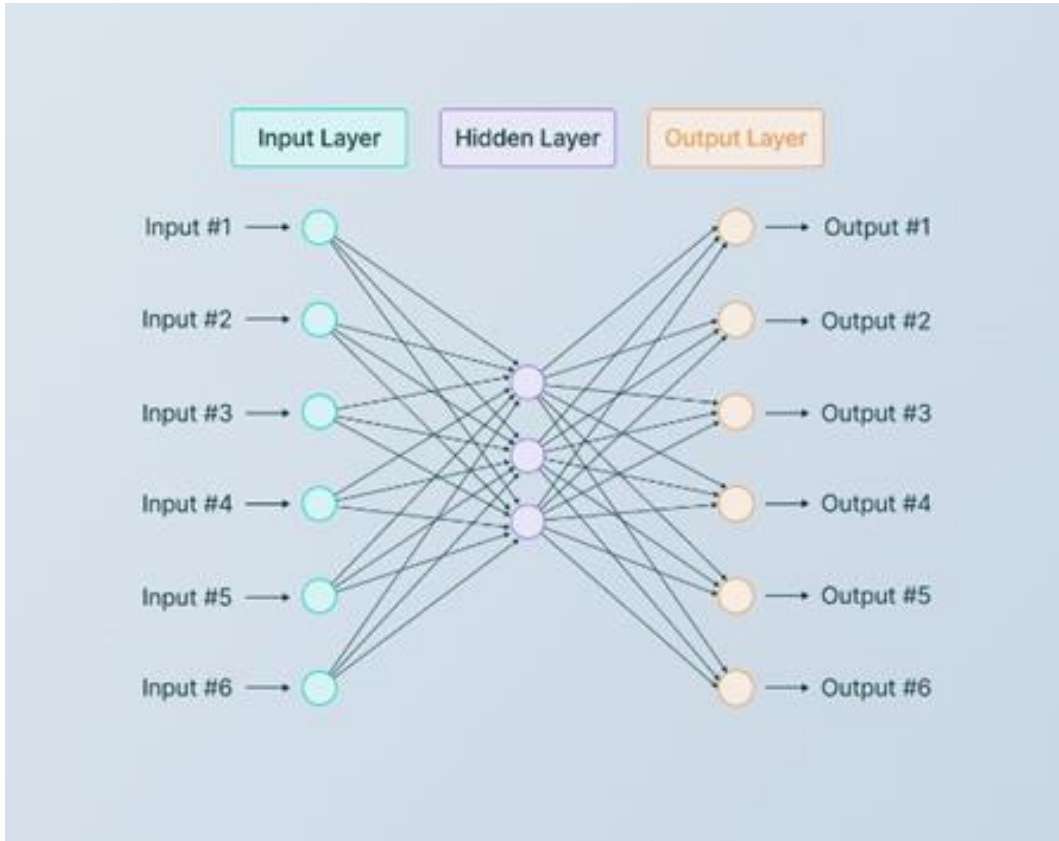 Input Layer
Hidden Layer
Output Layer
Input #1
Output #1
Input #2
Output #2
Input #3
Output #3
Input #4
Output #4
Input #5
Output #5
Input #6
Output #6